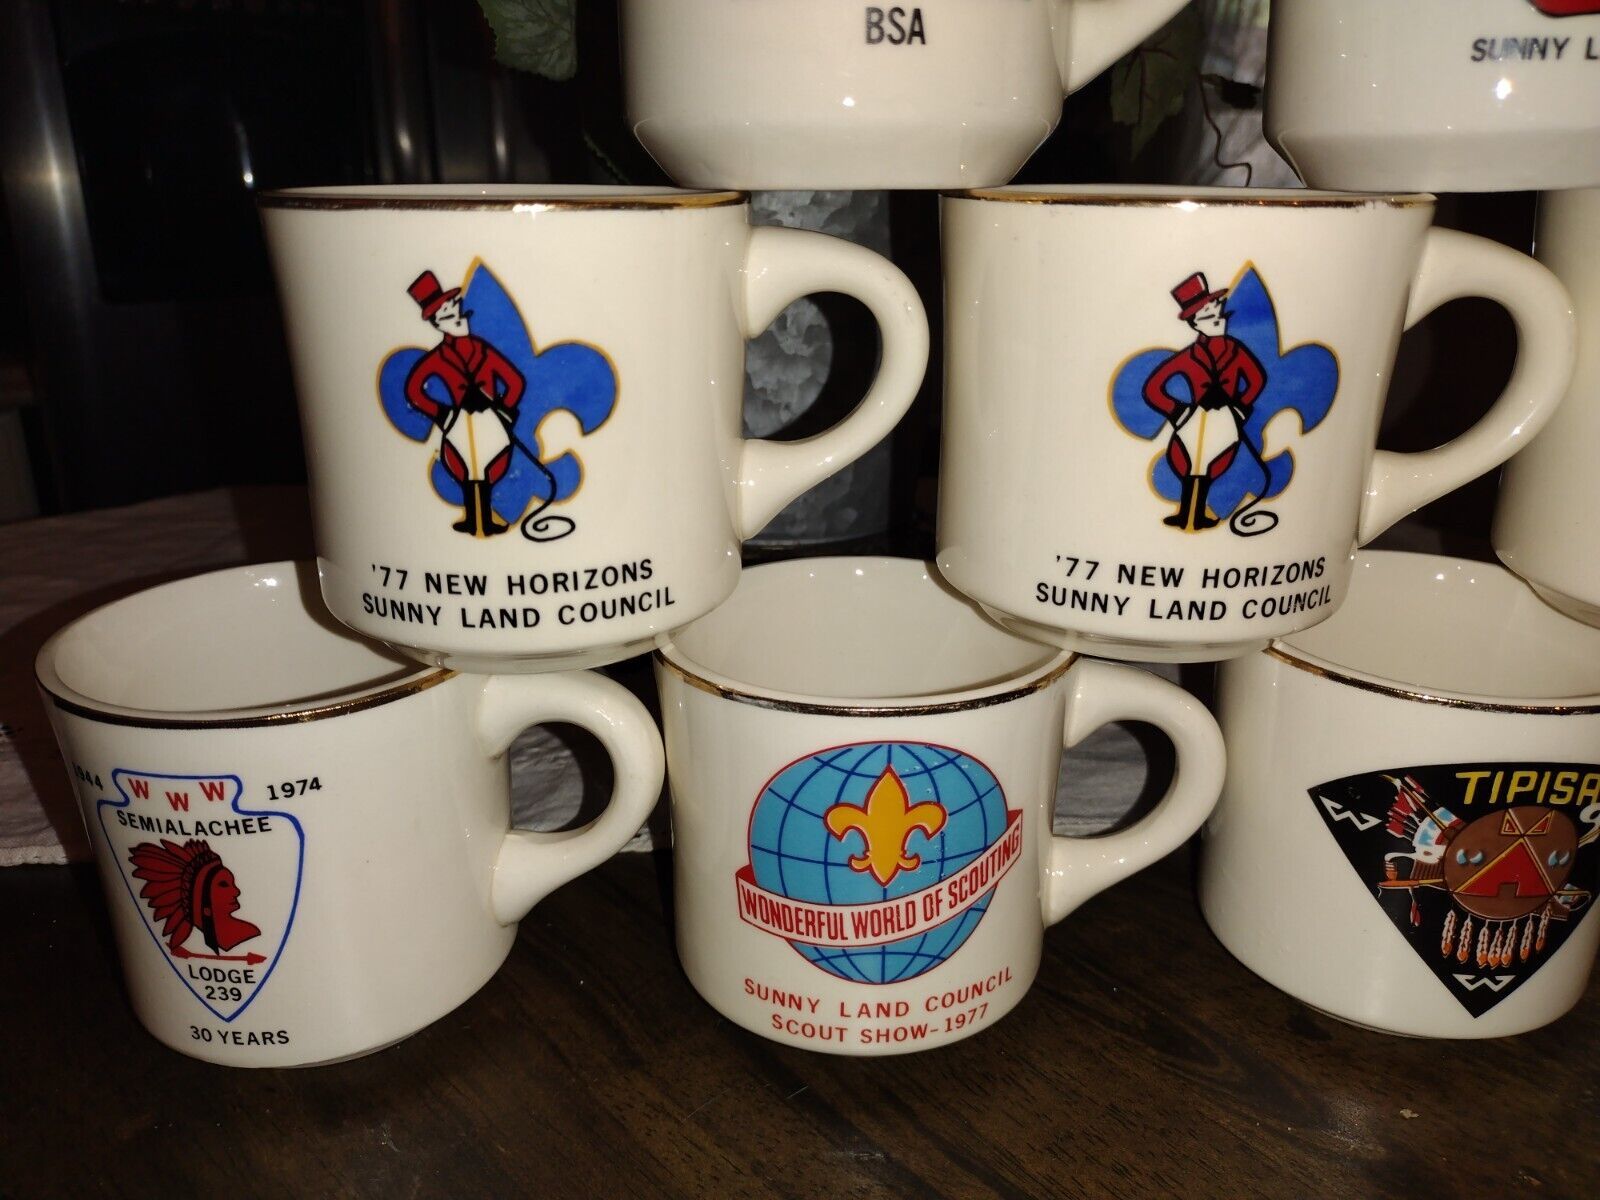 BSA
SUNNY L
'77 NEW HORIZONS
SUNNY LAND COUNCIL
'77 NEW HORIZONS
SUNNY LAND COUNCIL
1944
1974
W W W
SEMIALACHEE
LODGE
239
30 YEARS
WONDERFUL WORLD OF SCOUTING
SUNNY LAND COUNCIL
SCOUT SHOW-1977
TIPISA
W
W
W